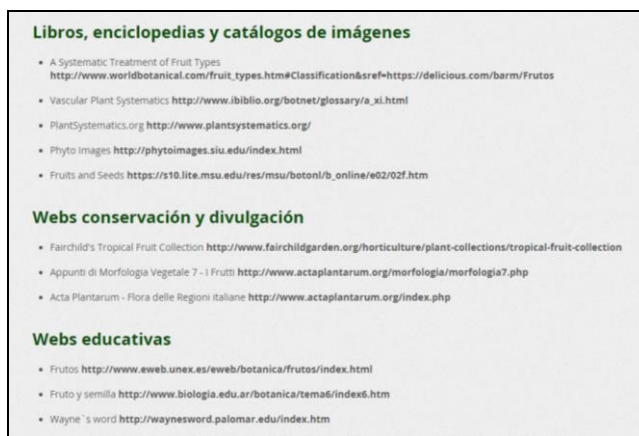 Libros, enciclopedias y catálogos de imágenes
A Systematic Treatment of Fruit Types
http://www.worldbotanical.com/fruit_types.htm#Classification&sref=https://delicious.com/barm/Frutos
Vascular Plant Systematics http://www.ibiblio.org/botnet/glossary/a_xi.html
PlantSystematics.org http://www.plantsystematics.org/
Phyto Images http://phytoimages.siu.edu/index.html
Fruits and Seeds https://s10.lite.msu.edu/res/msu/botonl/b_online/e02/02f.htm
Webs conservación y divulgación
Fairchild's Tropical Fruit Collection http://www.fairchildgarden.org/horticulture/plant-collections/tropical-fruit-collection
Appunti di Morfologia Vegetale 7 - I Frutti http://www.actaplantarum.org/morfologia/morfologia7.php
Acta Plantarum - Flora delle Regioni italiane http://www.actaplantarum.org/index.php
Webs educativas
Frutos http://www.eweb.unex.es/eweb/botanica/frutos/index.html
Fruto y semilla http://www.biologia.edu.ar/botanica/tema6/index6.htm
Wayne`s word http://waynesword.palomar.edu/index.htm